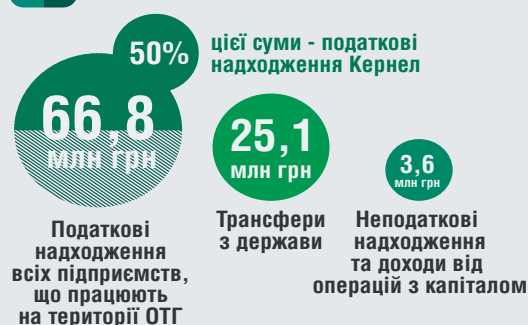 50%
цієї суми - податкові
надходження Кернел
66,8
млн грн
Податкові
надходження
всіх підприємств,
що працюють
на території ОТГ
25,1
млн грн
Трансфери
з держави
3,6
млн грн
Неподаткові
надходження
та доходи від
операцій з капіталом